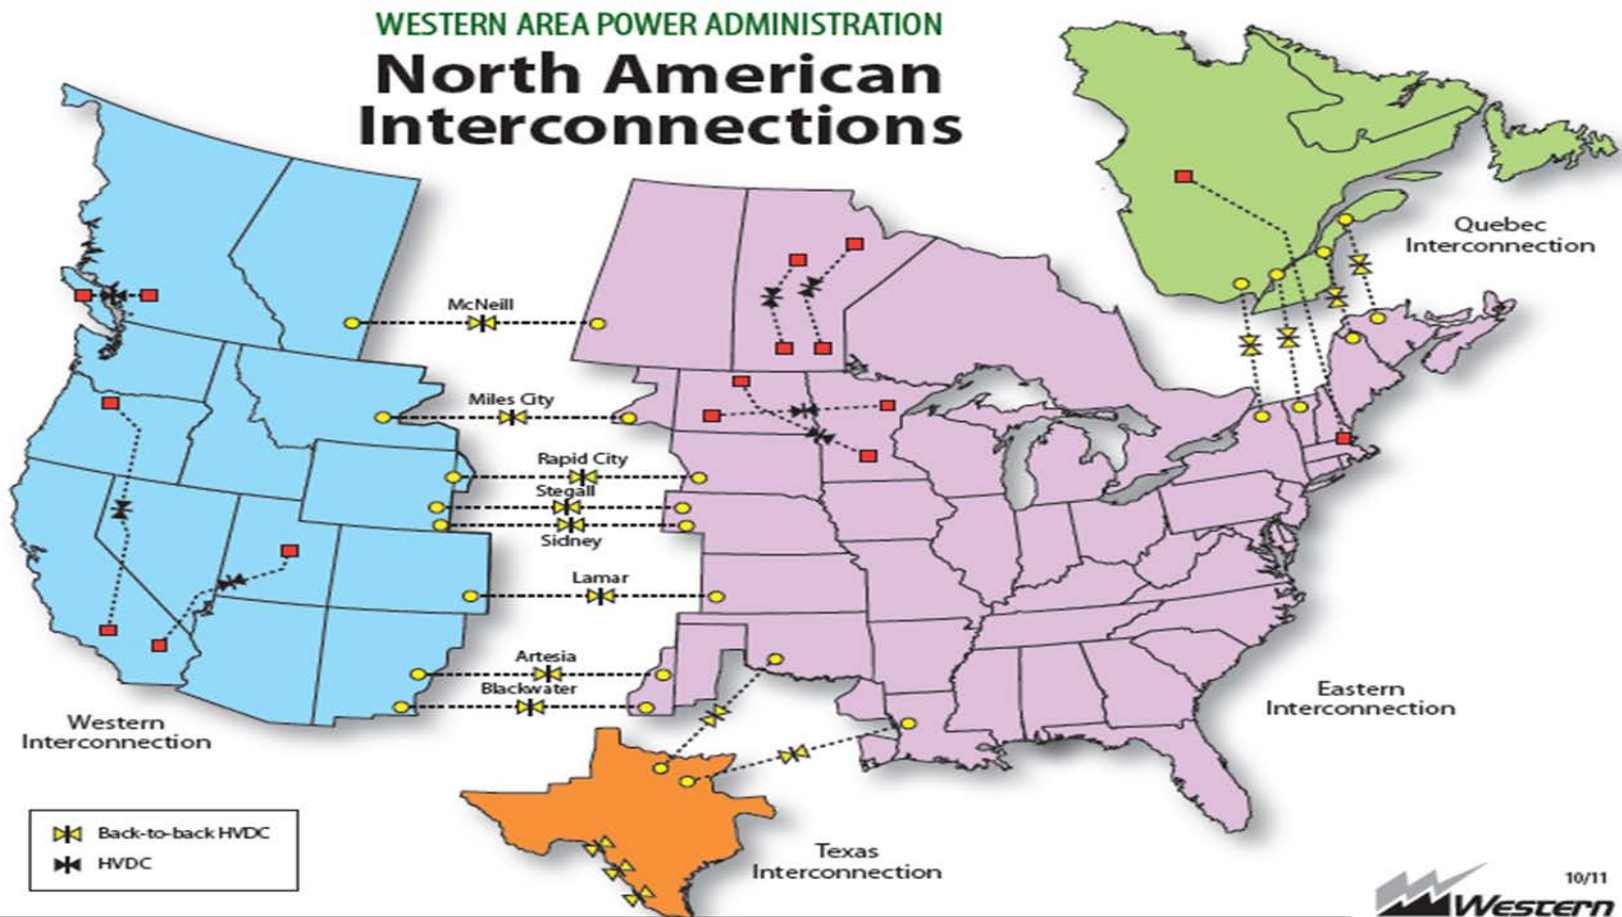 WESTERN AREA POWER ADMINISTRATION
North American
Interconnections
Quebec
Interconnection
McNeill
Miles City
Rapid City
Stegall
Sidney
Lamar
Artesia
Blackwater
Western
Interconnection
Eastern
Interconnection
Texas
Interconnection
Back-to-back HVDC
HVDC
10/11
Western